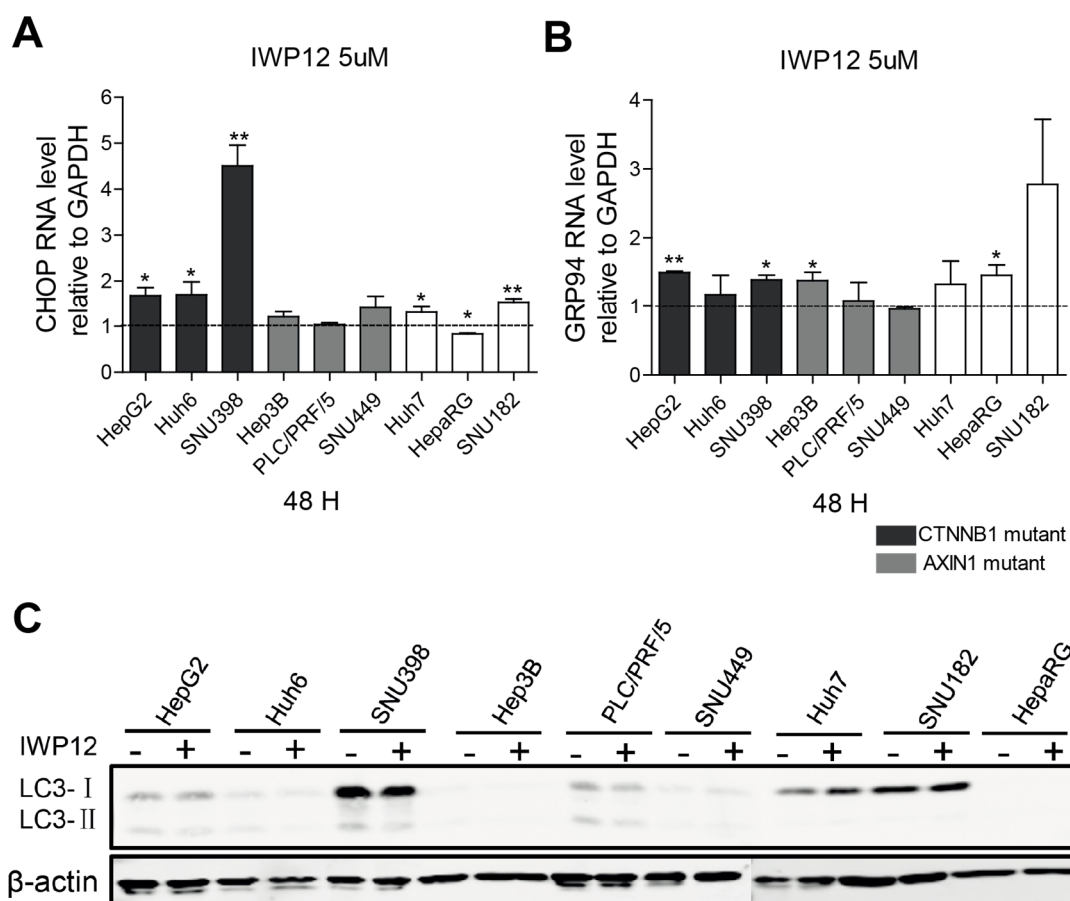 A
IWP12 5uM
CHOP RNA level
relative to GAPDH
6
5
4
3
2
1
0
*
*
**
*
*
**
HepG2
Huh6
SNU398
Hep3B
PLC/PRF/5
SNU449
Huh7
HepaRG
SNU182
48 H
B
IWP12 5uM
GRP94 RNA level
relative to GAPDH
4
3
2
1
0
**
*
*
*
HepG2
Huh6
SNU398
Hep3B
PLC/PRF/5
SNU449
Huh7
HepaRG
SNU182
48 H
CTNNB1 mutant
AXIN1 mutant
C
HepG2 Huh6 SNU398 Hep3B PLC/PRF/5 SNU449 Huh7 SNU182 HepaRG
IWP12 - + - + - + - + - + - + - + - + - +
LC3- Ⅰ
LC3- Ⅱ
β-actin